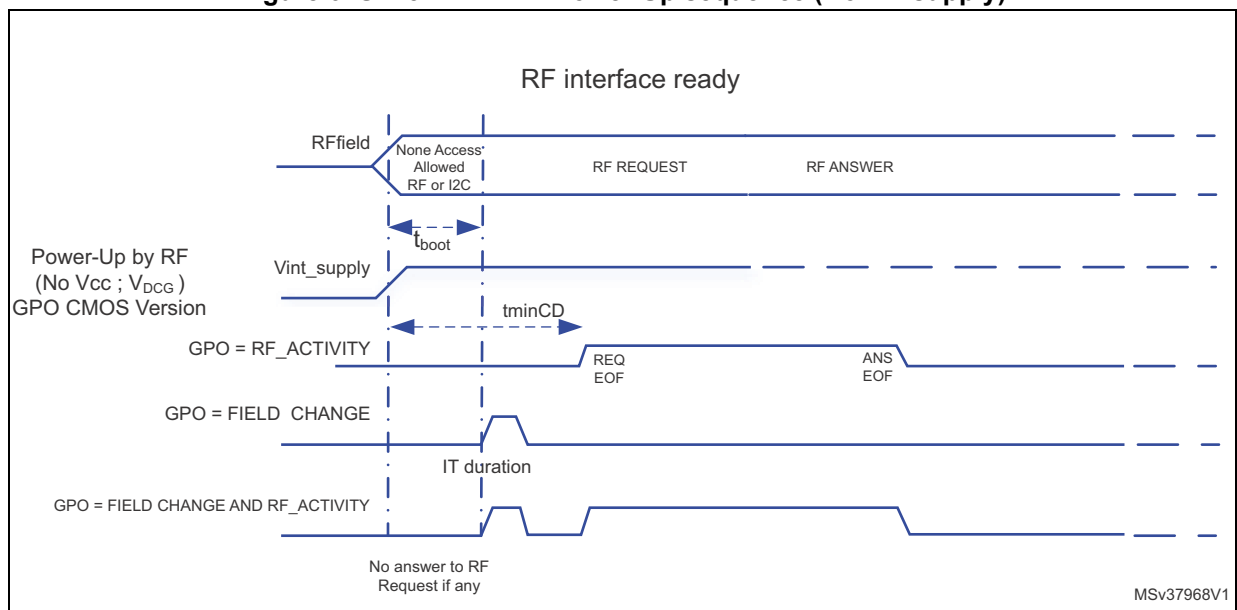 RF interface ready
RFfield
None Access
Allowed
RF or I2C
RF REQUEST
RF ANSWER
tboot
Power-Up by RF
(No Vcc ; VDCG )
GPO CMOS Version
Vint_supply
tminCD
GPO = RF_ACTIVITY
REQ
EOF
ANS
EOF
GPO = FIELD CHANGE
IT duration
GPO = FIELD CHANGE AND RF_ACTIVITY
No answer to RF
Request if any
MSv37968V1